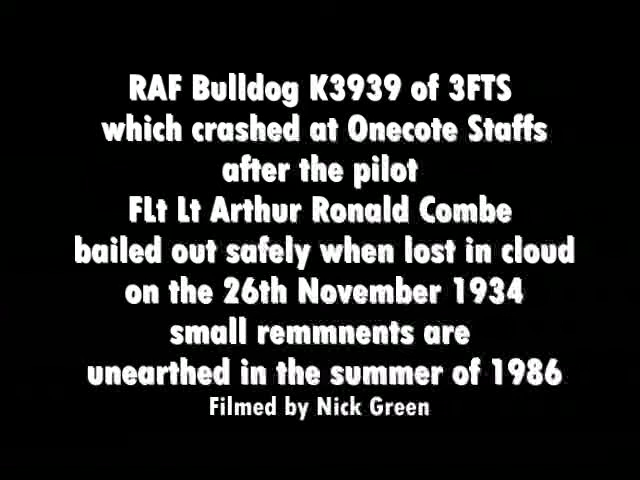 RAF Bulldog K3939 of 3FTS
which crashed at Onecote Staffs
after the pilot
FLt Lt Arthur Ronald Combe
bailed out safely when lost in cloud
on the 26th November 1934
small remmnents are
unearthed in the summer of 1986
Filmed by Nick Green